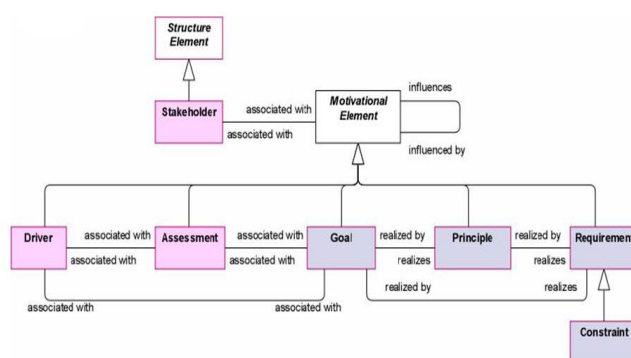 Structure
Element
Stakeholder
associated with
associated with
Motivational
Element
influences
influenced by
Driver
associated with
associated with
Assessment
associated with
associated with
Goal
realized by
realizes
Principle
realized by
realizes
Requirement
associated with
associated with
realized by
realizes
Constraint